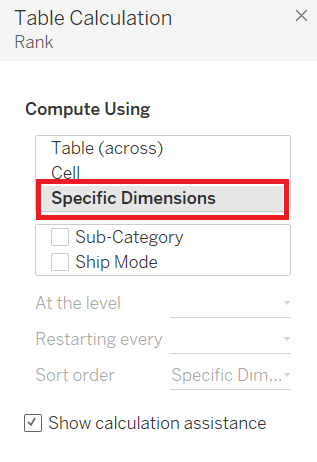 Table Calculation
Rank
Compute Using
Table (across)
Cell
Specific Dimensions
Sub-Category
Ship Mode
At the level
Restarting every
Sort order Specific Dim...
Show calculation assistance